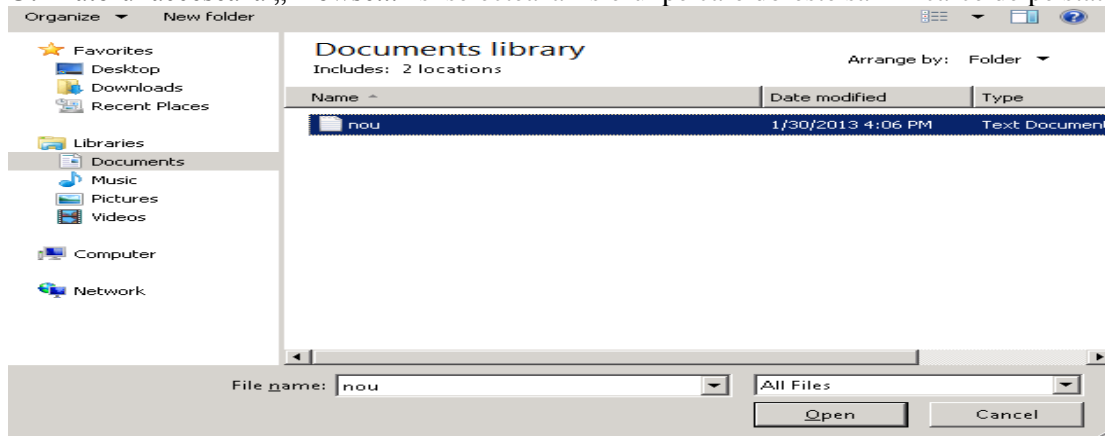 Organize New folder
Favorites
Desktop
Downloads
Recent Places
Libraries
Documents
Music
Pictures
Videos
Computer
Network
Documents library
Includes: 2 locations
Arrange by: Folder
Name Date modified Type
nou 1/30/2013 4:06 PM Text Documen
File name: nou All Files
Open Cancel